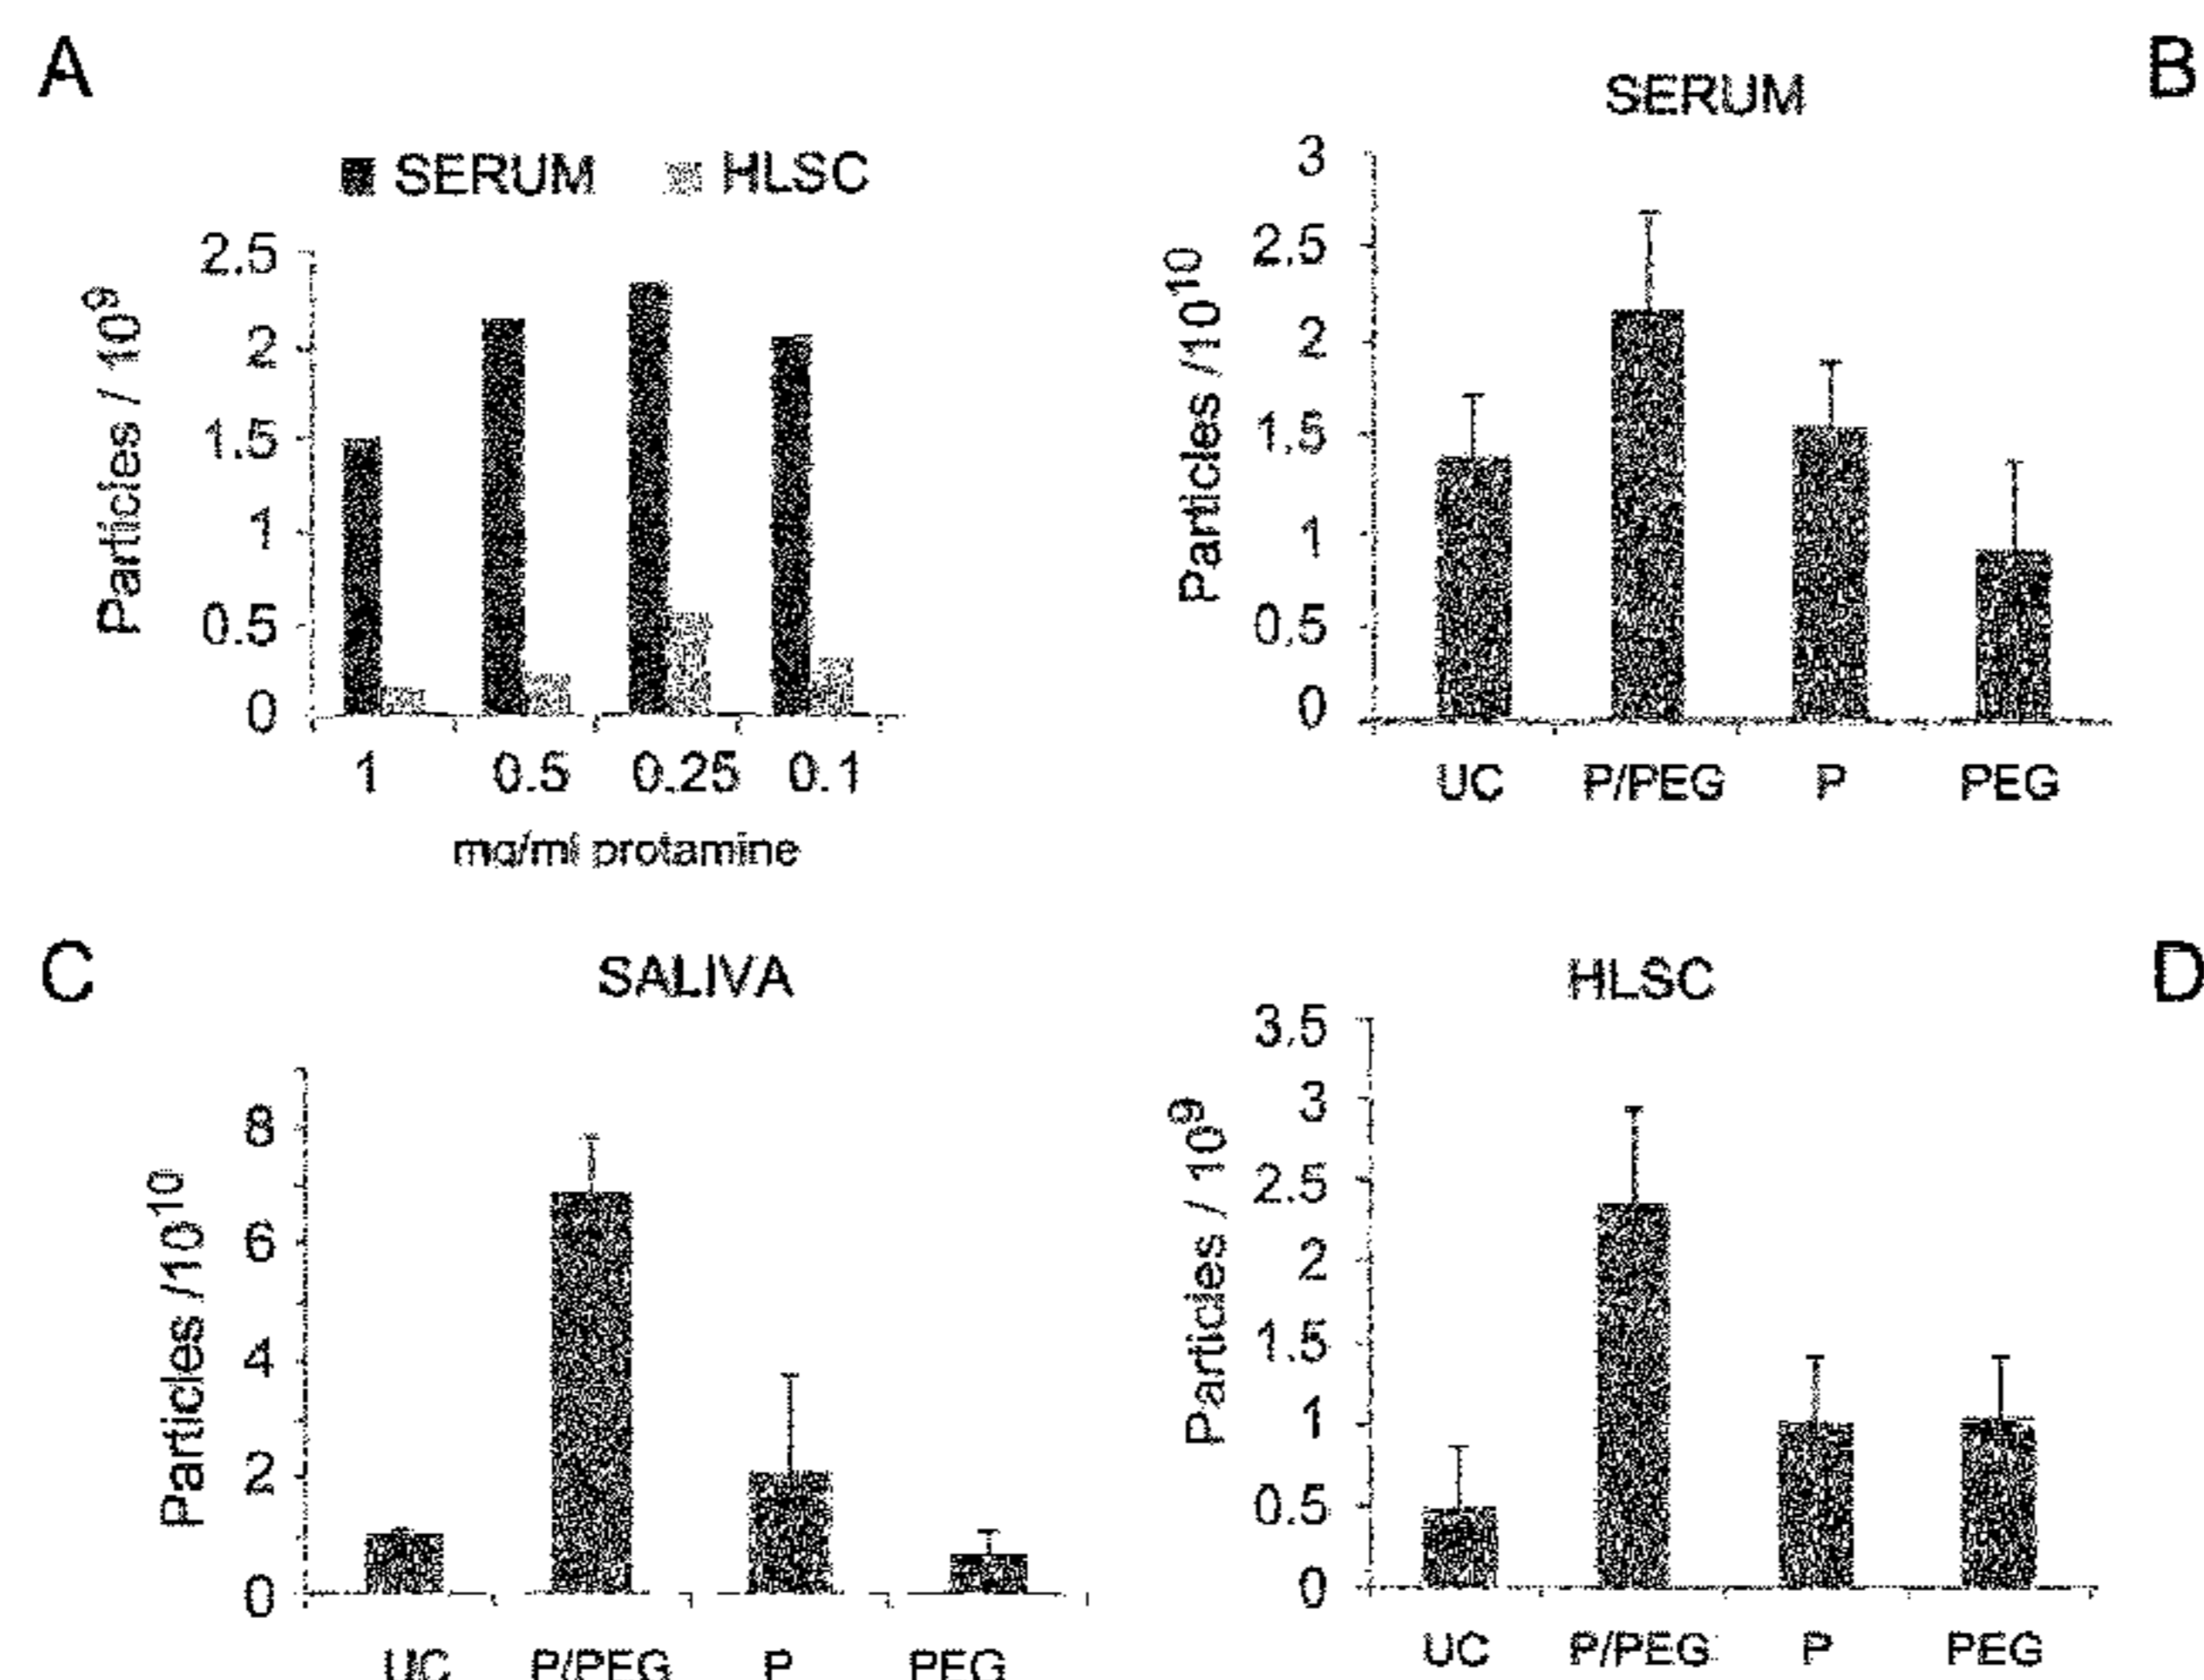 A
SERUM HLSC
Particles / 10⁹
2.5
2
1.5
1
0.5
0
1 0.5 0.25 0.1
mg/ml protamine
B
SERUM
Particles /10¹⁰
3
2,5
2
1,5
1
0,5
0
UC P/PEG P PEG
C
SALIVA
Particles /10¹⁰
8
6
4
2
0
UC P/PEG P PEG
D
HLSC
Particles / 10⁹
3,5
3
2.5
2
1.5
1
0.5
0
UC P/PEG P PEG